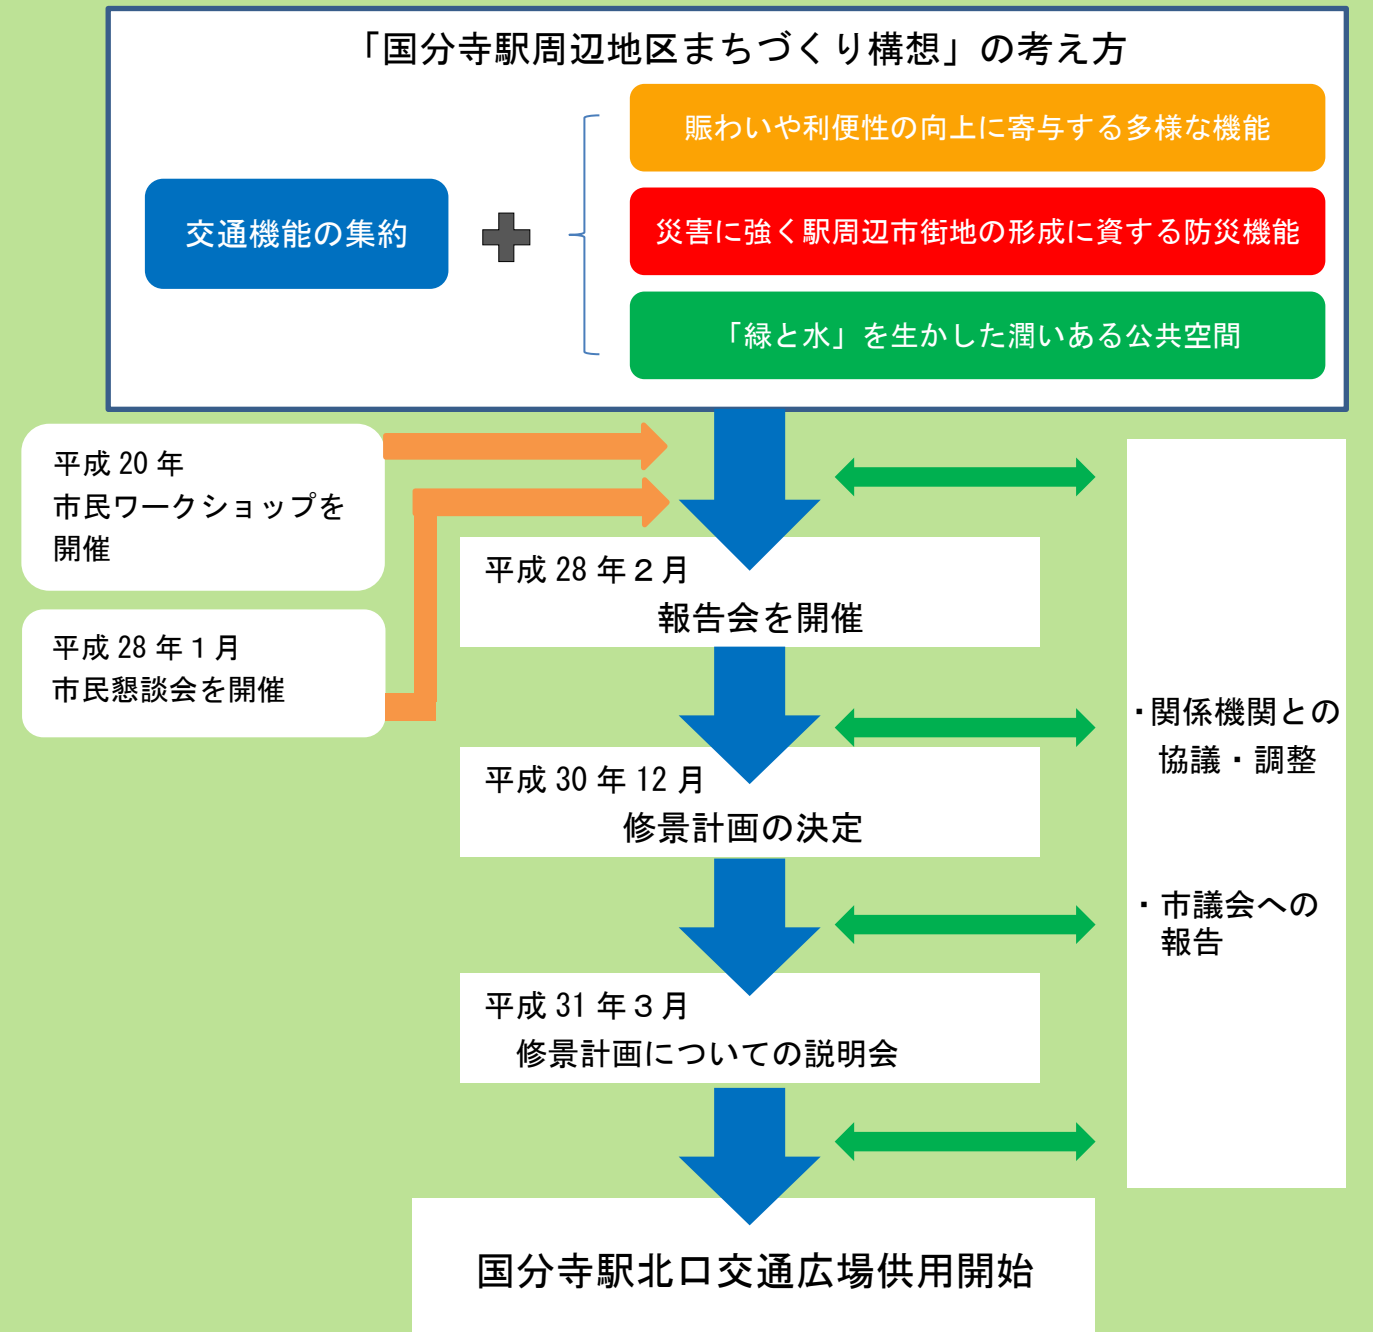 「国分寺駅周辺地区まちづくり構想」の考え方
交通機能の集約
賑わいや利便性の向上に寄与する多様な機能
災害に強く駅周辺市街地の形成に資する防災機能
「緑と水」を生かした潤いある公共空間
平成 20 年
市民ワークショップを
開催
平成 28 年１月
市民懇談会を開催
平成 28 年２月
報告会を開催
平成 30 年 12 月
修景計画の決定
平成 31 年３月
修景計画についての説明会
国分寺駅北口交通広場供用開始
・関係機関との
協議・調整
・市議会への
報告